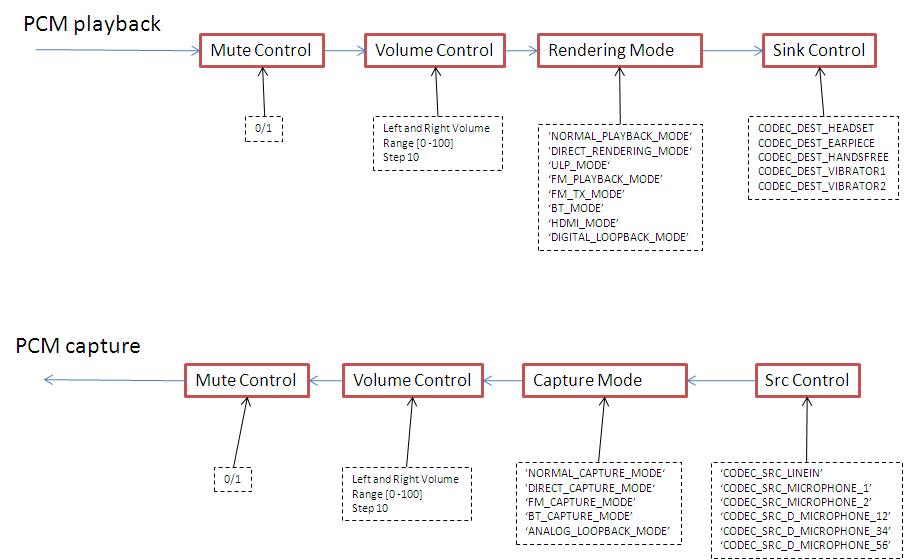 PCM playback
Mute Control
Volume Control
Rendering Mode
Sink Control
0/1
Left and Right Volume
Range [0 -100]
Step 10
'NORMAL_PLAYBACK_MODE‘
'DIRECT_RENDERING_MODE‘
‘ULP_MODE’
‘FM_PLAYBACK_MODE’
‘FM_TX_MODE’
‘BT_MODE’
‘HDMI_MODE’
‘DIGITAL_LOOPBACK_MODE’
CODEC_DEST_HEADSET
CODEC_DEST_EARPIECE
CODEC_DEST_HANDSFREE
CODEC_DEST_VIBRATOR1
CODEC_DEST_VIBRATOR2
PCM capture
Mute Control
Volume Control
Capture Mode
Src Control
0/1
Left and Right Volume
Range [0 -100]
Step 10
'NORMAL_CAPTURE_MODE‘
'DIRECT_CAPTURE_MODE‘
‘FM_CAPTURE_MODE’
‘BT_CAPTURE_MODE’
‘ANALOG_LOOPBACK_MODE’
‘CODEC_SRC_LINEIN’
‘CODEC_SRC_MICROPHONE_1’
‘CODEC_SRC_MICROPHONE_2’
‘CODEC_SRC_D_MICROPHONE_12’
‘CODEC_SRC_D_MICROPHONE_34’
‘CODEC_SRC_D_MICROPHONE_56’